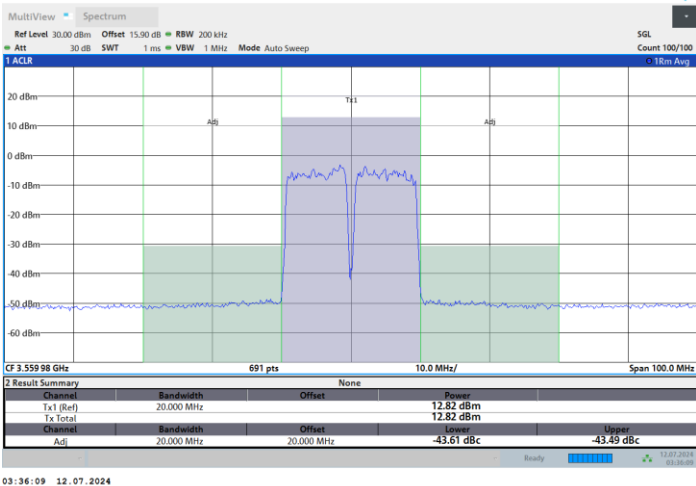 MultiView Spectrum
Ref Level 30.00 dBm Offset 15.90 dB RBW 200 kHz SGL
Att 30 dB SWT 1 ms VBW 1 MHz Mode Auto Sweep Count 100/100
1 ACLR 1Rm Avg
20 dBm
Tx1
Adj Adj
10 dBm
0 dBm
-10 dBm
-20 dBm
-30 dBm
-40 dBm
-50 dBm
-60 dBm
CF 3.559 98 GHz 691 pts 10.0 MHz/ Span 100.0 MHz
2 Result Summary None
Channel Bandwidth Offset Power
Tx1 (Ref) 20.000 MHz 12.82 dBm
Tx Total 12.82 dBm
Channel Bandwidth Offset Lower Upper
Adj 20.000 MHz 20.000 MHz -43.61 dBc -43.49 dBc
Ready 12.07.2024
03:36:09
03:36:09 12.07.2024